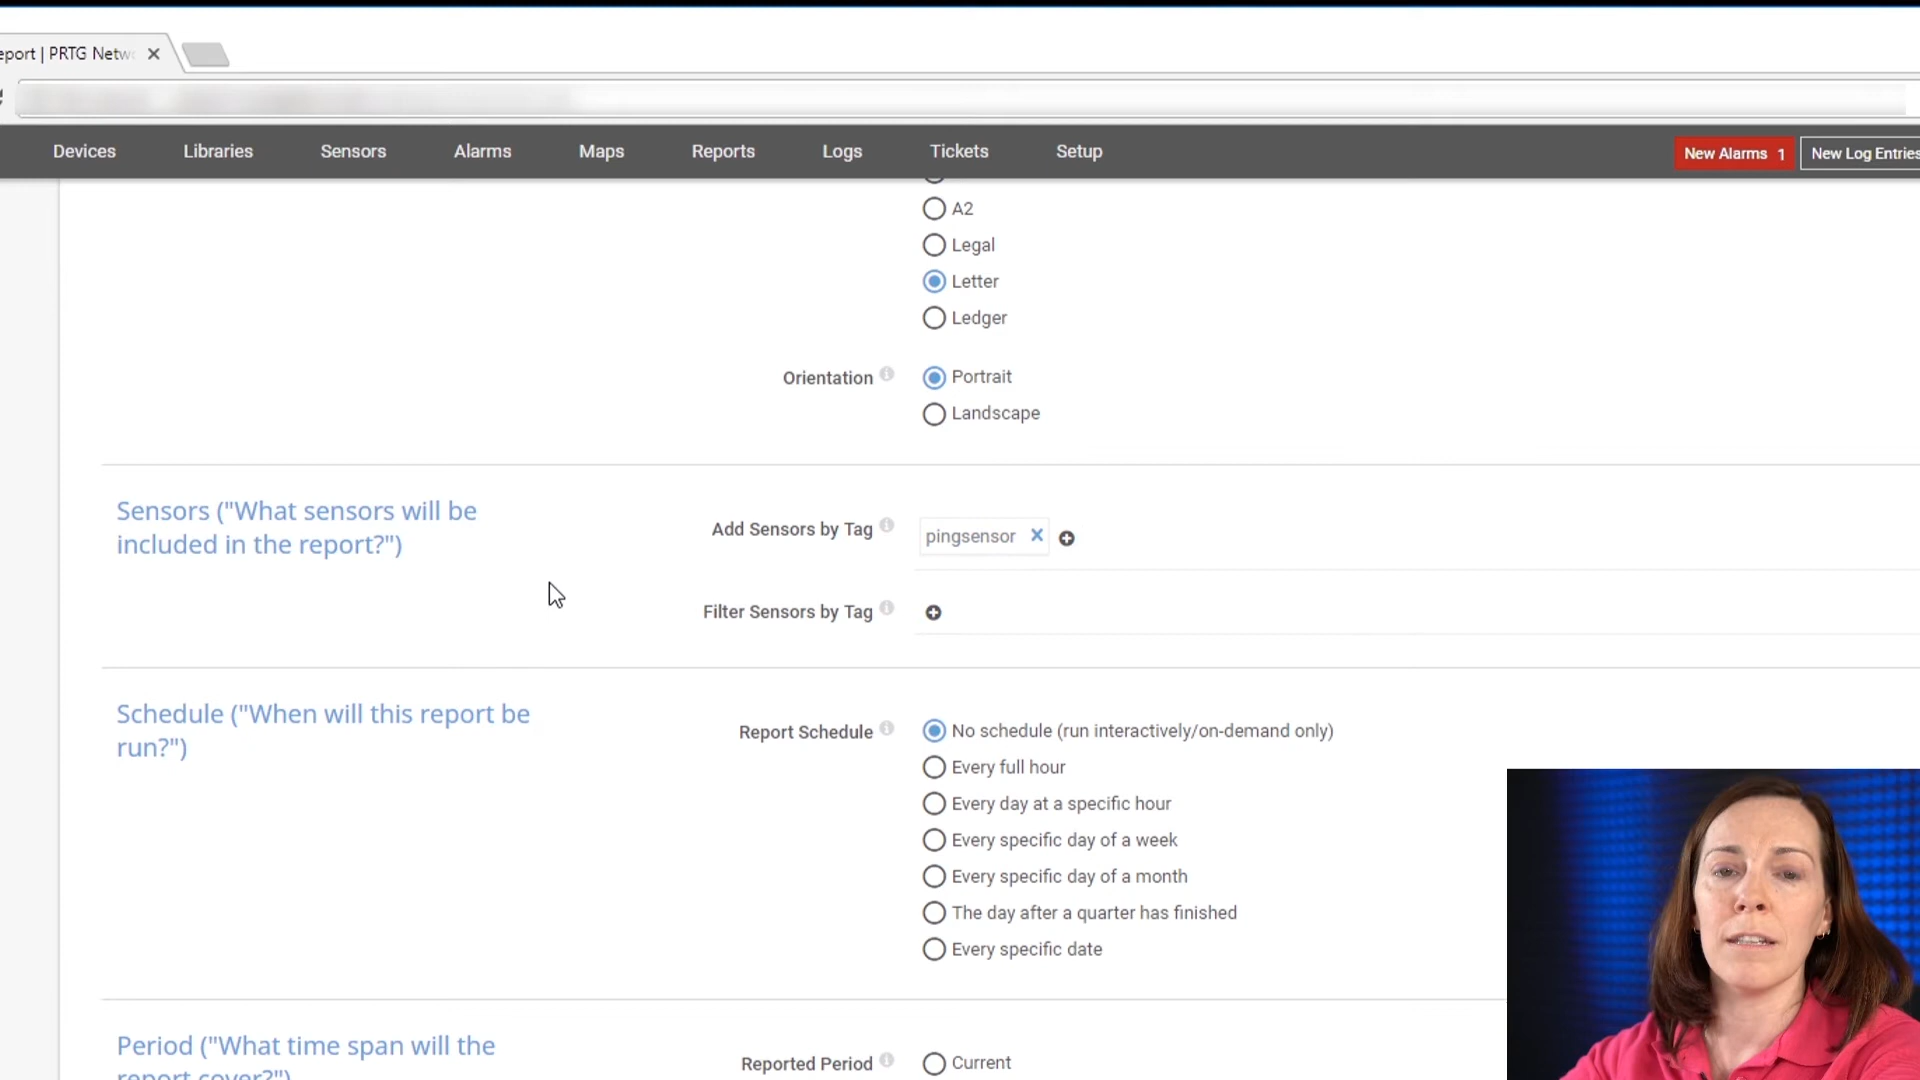 eport | PRTG Netw
Devices Libraries Sensors Alarms Maps Reports Logs Tickets Setup New Alarms 1 New Log Entries
A2
Legal
Letter
Ledger
Orientation Portrait
Landscape
Sensors ("What sensors will be
included in the report?")
Add Sensors by Tag pingsensor
Filter Sensors by Tag
Schedule ("When will this report be
run?")
Report Schedule No schedule (run interactively/on-demand only)
Every full hour
Every day at a specific hour
Every specific day of a week
Every specific day of a month
The day after a quarter has finished
Every specific date
Period ("What time span will the
report cover?")
Reported Period Current